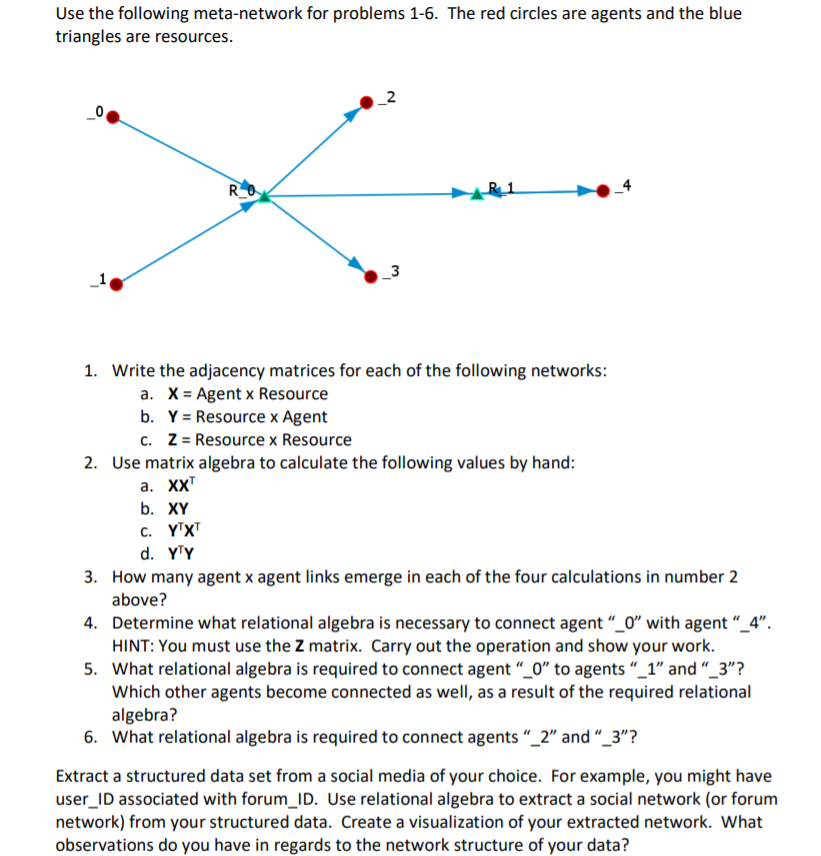 Use the following meta-network for problems 1-6. The red circles are agents and the blue
triangles are resources.
_0
_2
R_0
R_1
_4
_1
_3
1. Write the adjacency matrices for each of the following networks:
a. X = Agent x Resource
b. Y = Resource x Agent
c. Z = Resource x Resource
2. Use matrix algebra to calculate the following values by hand:
a. XXᵀ
b. XY
c. YᵀXᵀ
d. YᵀY
3. How many agent x agent links emerge in each of the four calculations in number 2
above?
4. Determine what relational algebra is necessary to connect agent “_0” with agent “_4”.
HINT: You must use the Z matrix. Carry out the operation and show your work.
5. What relational algebra is required to connect agent “_0” to agents “_1” and “_3”?
Which other agents become connected as well, as a result of the required relational
algebra?
6. What relational algebra is required to connect agents “_2” and “_3”?
Extract a structured data set from a social media of your choice. For example, you might have
user_ID associated with forum_ID. Use relational algebra to extract a social network (or forum
network) from your structured data. Create a visualization of your extracted network. What
observations do you have in regards to the network structure of your data?